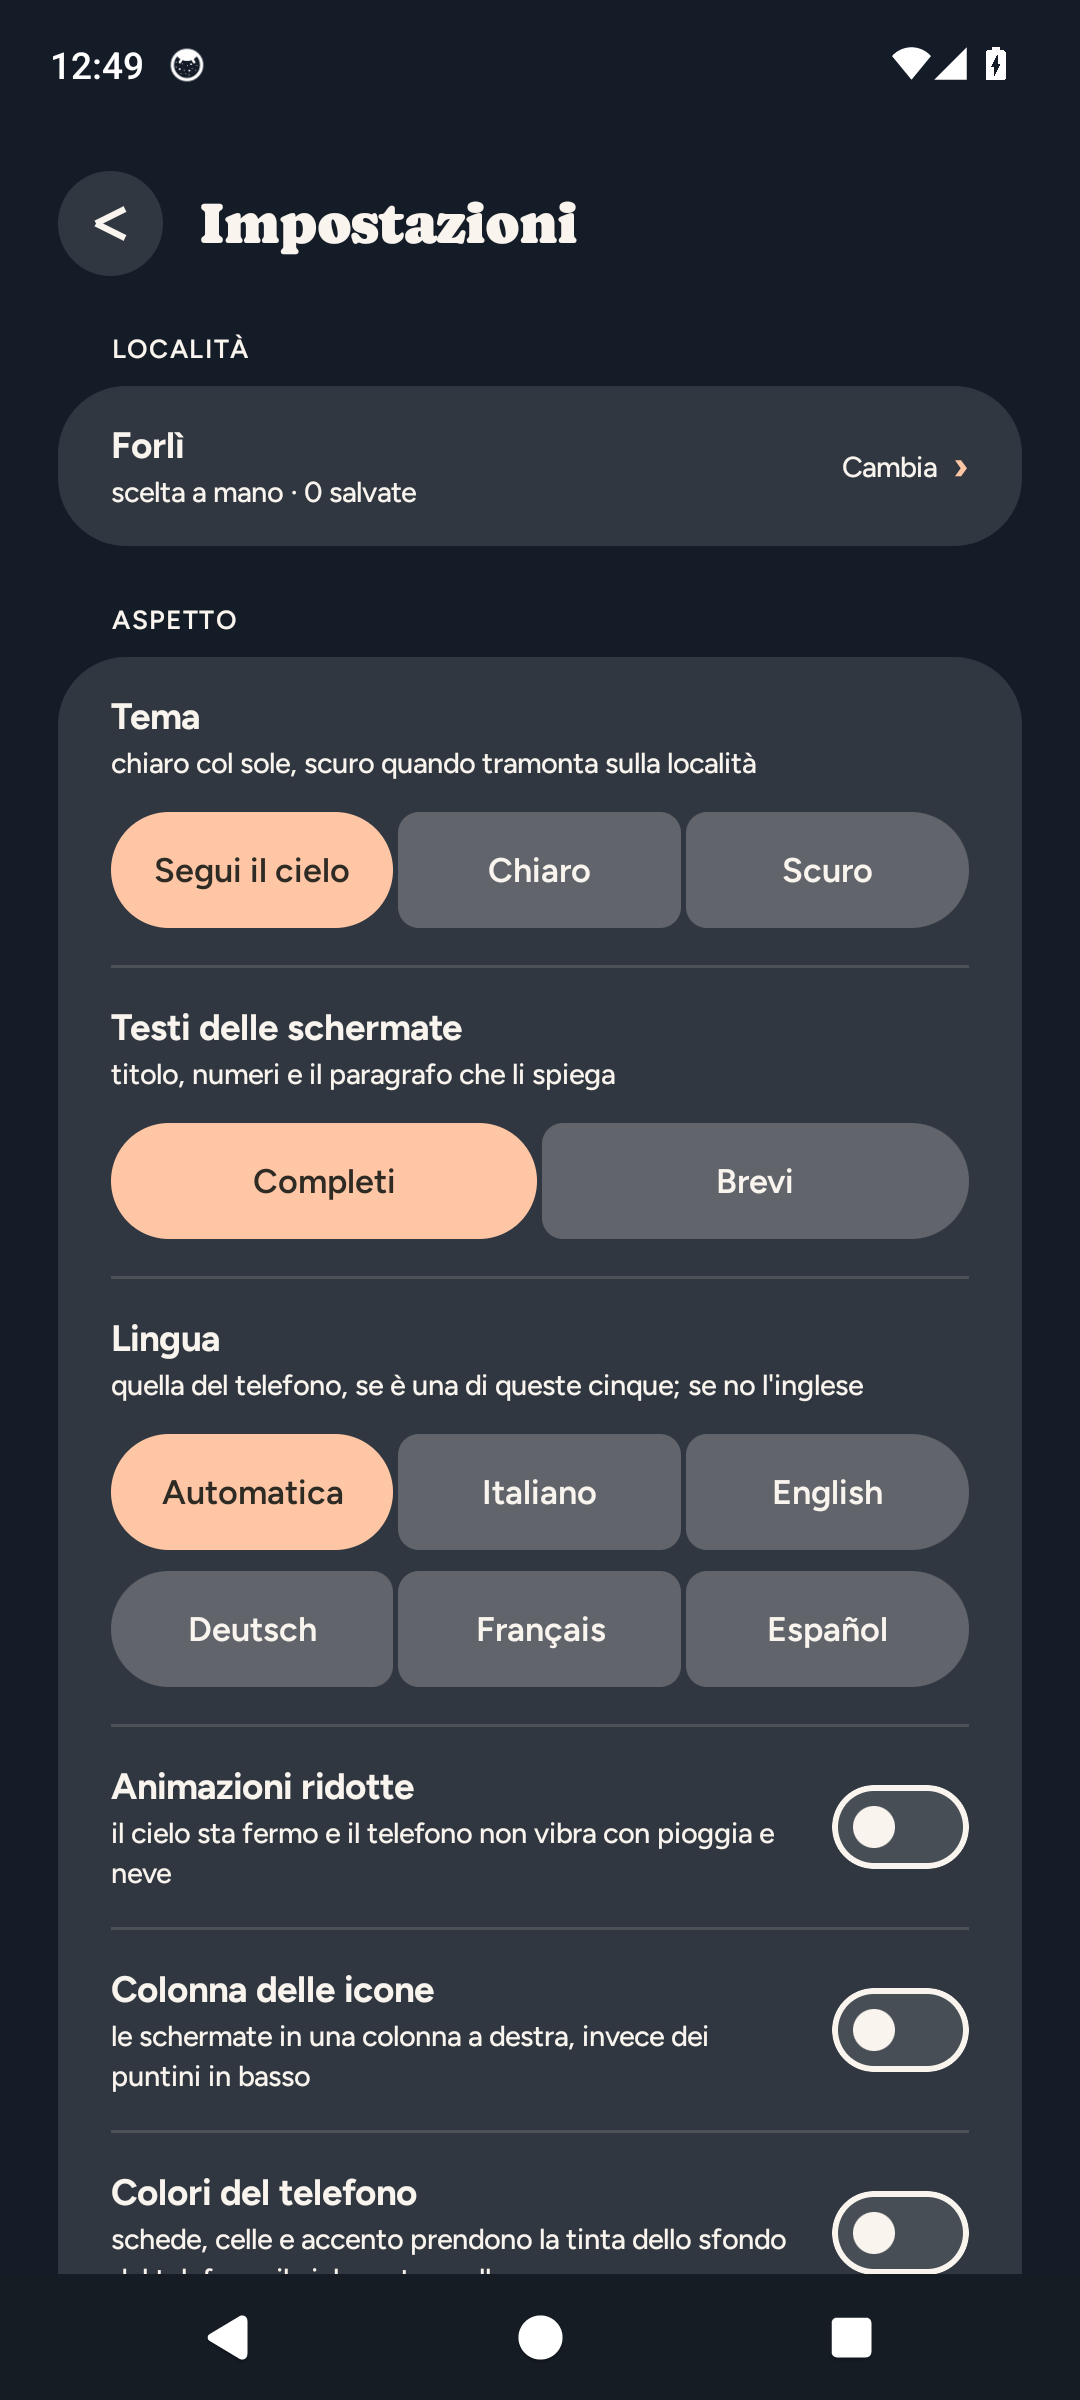 12:49
Impostazioni
LOCALITÀ
Forlì
scelta a mano · 0 salvate
Cambia ›
ASPETTO
Tema
chiaro col sole, scuro quando tramonta sulla località
Segui il cielo
Chiaro
Scuro
Testi delle schermate
titolo, numeri e il paragrafo che li spiega
Completi
Brevi
Lingua
quella del telefono, se è una di queste cinque; se no l'inglese
Automatica
Italiano
English
Deutsch
Français
Español
Animazioni ridotte
il cielo sta fermo e il telefono non vibra con pioggia e
neve
Colonna delle icone
le schermate in una colonna a destra, invece dei
puntini in basso
Colori del telefono
schede, celle e accento prendono la tinta dello sfondo